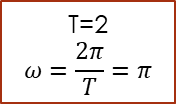 T=2
ω = 2π/T = π